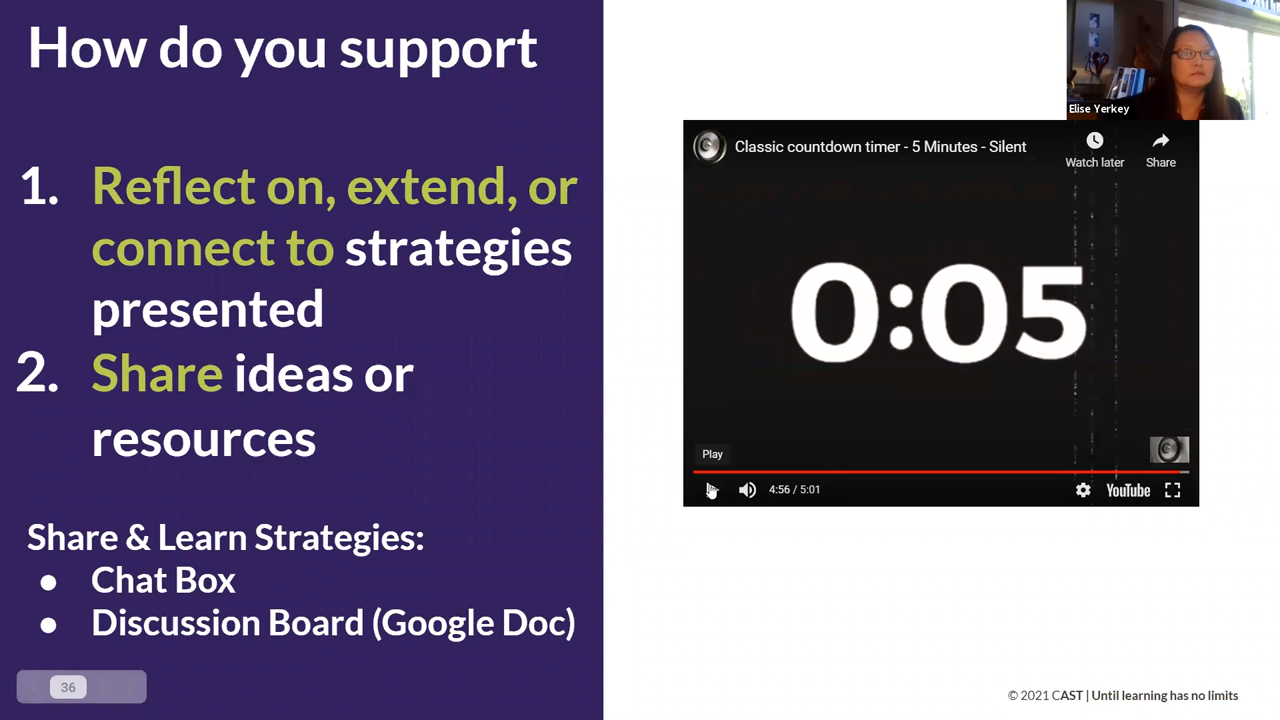 How do you support
1. Reflect on, extend, or
connect to strategies
presented
2. Share ideas or
resources
Share & Learn Strategies:
● Chat Box
● Discussion Board (Google Doc)
36
Elise Yerkey
Classic countdown timer - 5 Minutes - Silent
Watch later
Share
0:05
Play
4:56 / 5:01
YouTube
© 2021 CAST | Until learning has no limits